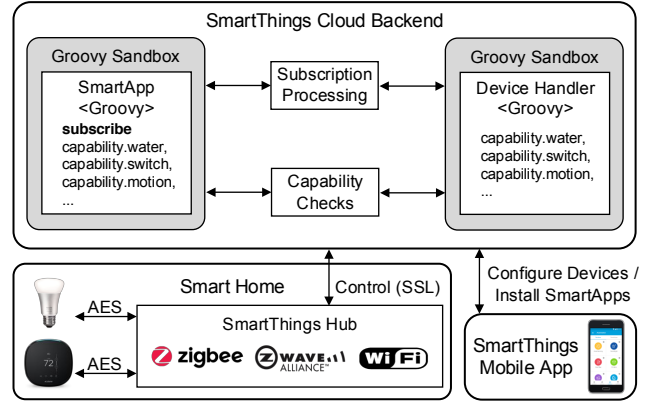 SmartThings Cloud Backend
Groovy Sandbox
SmartApp
<Groovy>
subscribe
capability.water,
capability.switch,
capability.motion,
...
Subscription
Processing
Capability
Checks
Groovy Sandbox
Device Handler
<Groovy>
capability.water,
capability.switch,
capability.motion,
...
Smart Home
Control (SSL)
Configure Devices /
Install SmartApps
AES
AES
72
SmartThings Hub
zigbee
Z WAVE
ALLIANCE™
WiFi
SmartThings
Mobile App